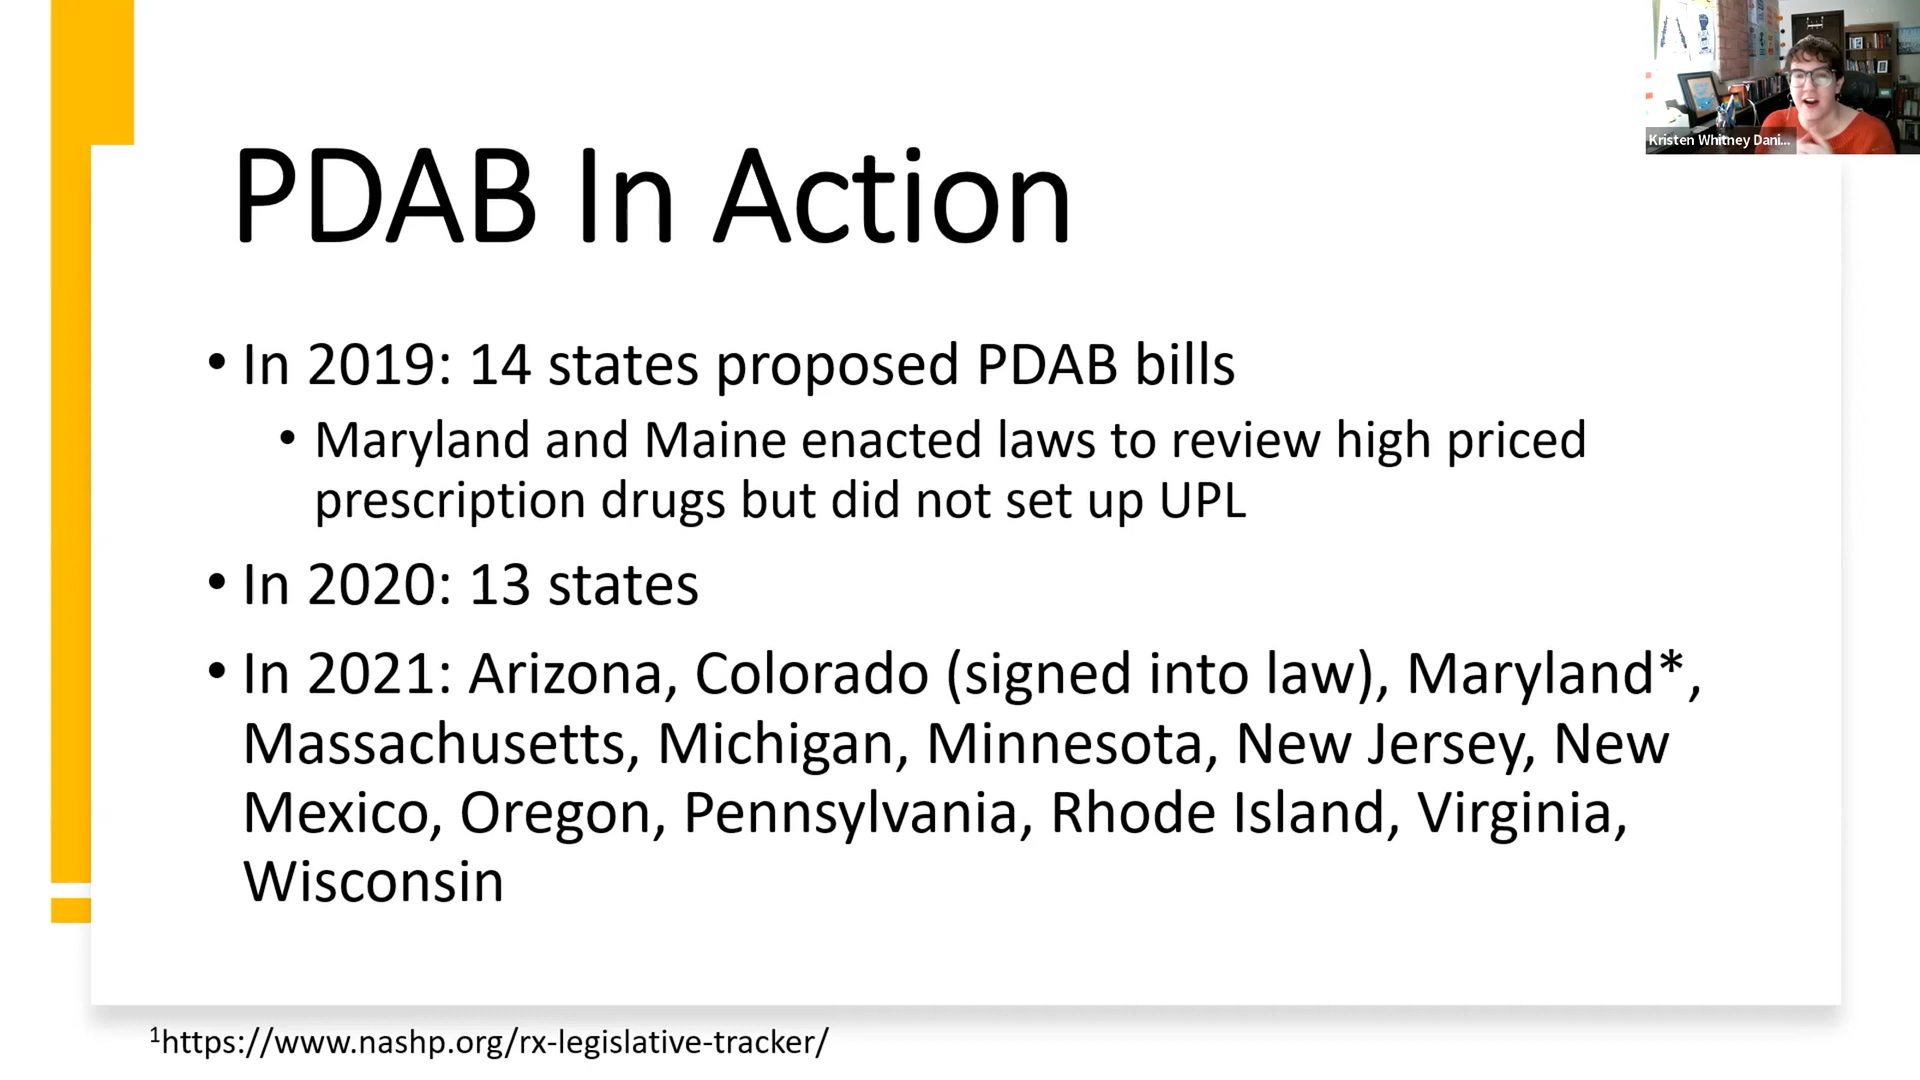 Kristen Whitney Dani...
PDAB In Action
• In 2019: 14 states proposed PDAB bills
• Maryland and Maine enacted laws to review high priced
prescription drugs but did not set up UPL
• In 2020: 13 states
• In 2021: Arizona, Colorado (signed into law), Maryland*,
Massachusetts, Michigan, Minnesota, New Jersey, New
Mexico, Oregon, Pennsylvania, Rhode Island, Virginia,
Wisconsin
¹https://www.nashp.org/rx-legislative-tracker/